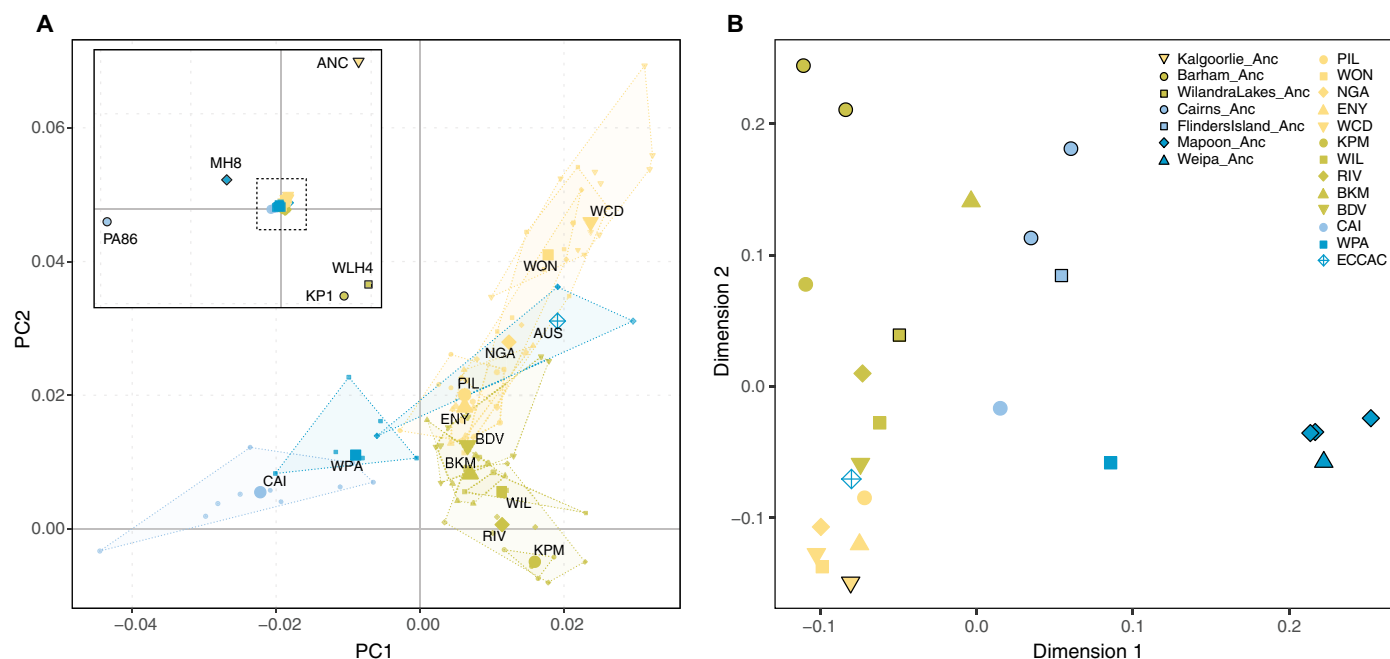 A
ANC
MH8
PA86
WLH4
KP1
WCD
WON
AUS
NGA
PIL
ENY
BDV
BKM
WIL
RIV
KPM
WPA
CAI
0.06
0.04
0.02
0.00
PC2
−0.04
−0.02
0.00
0.02
PC1
B
Kalgoorlie_Anc
Barham_Anc
WilandraLakes_Anc
Cairns_Anc
FlindersIsland_Anc
Mapoon_Anc
Weipa_Anc
PIL
WON
NGA
ENY
WCD
KPM
WIL
RIV
BKM
BDV
CAI
WPA
ECCAC
0.2
0.1
0.0
−0.1
Dimension 2
−0.1
0.0
0.1
0.2
Dimension 1